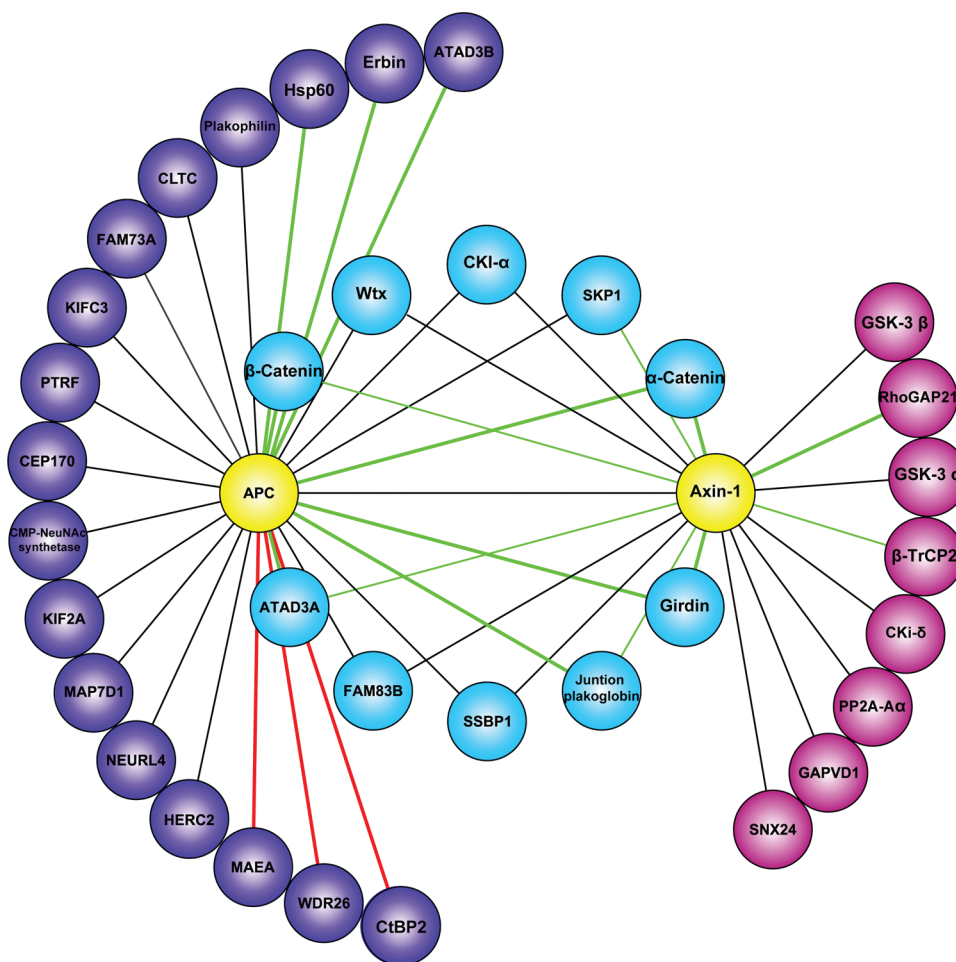 ATAD3B
Erbin
Hsp60
Plakophilin
CLTC
FAM73A
KIFC3
PTRF
CEP170
CMP-NeuNAc
synthetase
KIF2A
MAP7D1
NEURL4
HERC2
MAEA
WDR26
CtBP2
APC
Wtx
CKI-α
SKP1
β-Catenin
α-Catenin
ATAD3A
Girdin
FAM83B
SSBP1
Juntion
plakoglobin
Axin-1
GSK-3 β
RhoGAP21
GSK-3 α
β-TrCP2
CKi-δ
PP2A-Aα
GAPVD1
SNX24